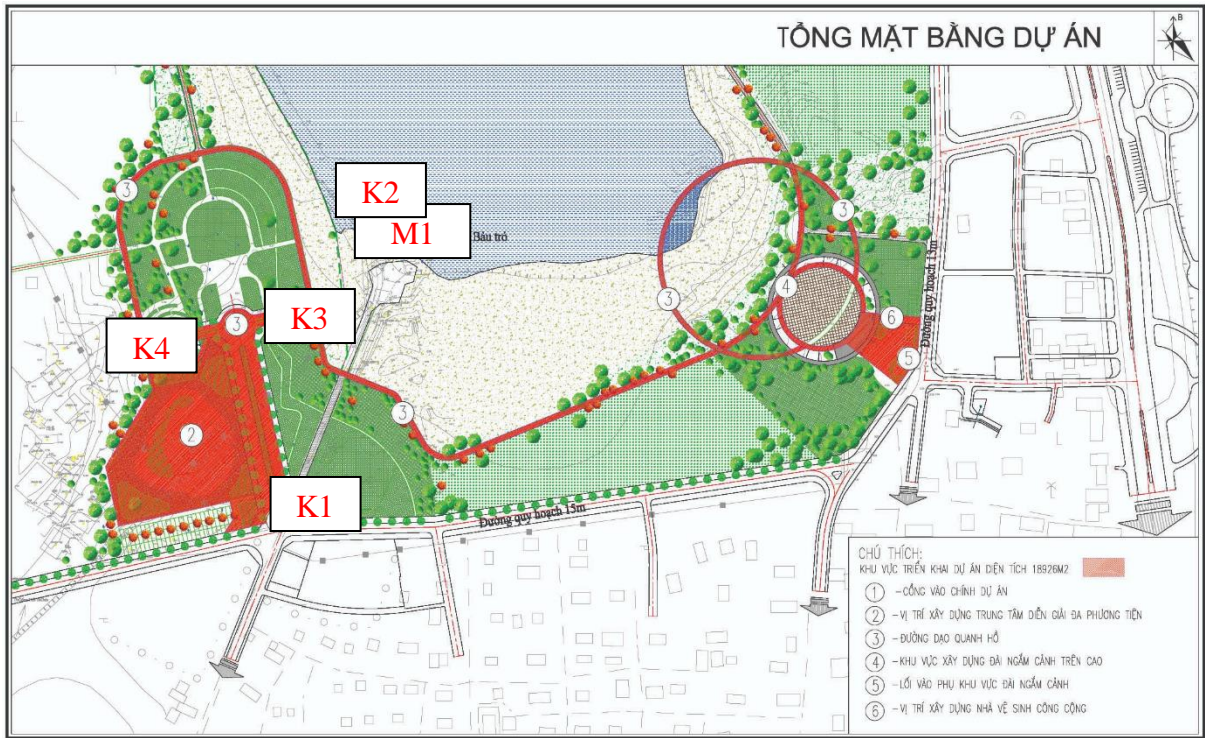 TỔNG MẶT BẰNG DỰ ÁN
B
K2
M1
Bàu tró
3
3
3
4
K3
3
K4
6
5
Đường quy hoạch 15m
2
3
K1
Đường quy hoạch 15m
CHÚ THÍCH:
KHU VỰC TRIỂN KHAI DỰ ÁN DIỆN TÍCH 18926M2
1 -CỔNG VÀO CHÍNH DỰ ÁN
2 -VỊ TRÍ XÂY DỰNG TRUNG TÂM DIỄN GIẢI ĐA PHƯƠNG TIỆN
3 -ĐƯỜNG DẠO QUANH HỒ
4 -KHU VỰC XÂY DỰNG ĐÀI NGẮM CẢNH TRÊN CAO
5 -LỐI VÀO PHỤ KHU VỰC ĐÀI NGẮM CẢNH
6 -VỊ TRÍ XÂY DỰNG NHÀ VỆ SINH CÔNG CỘNG